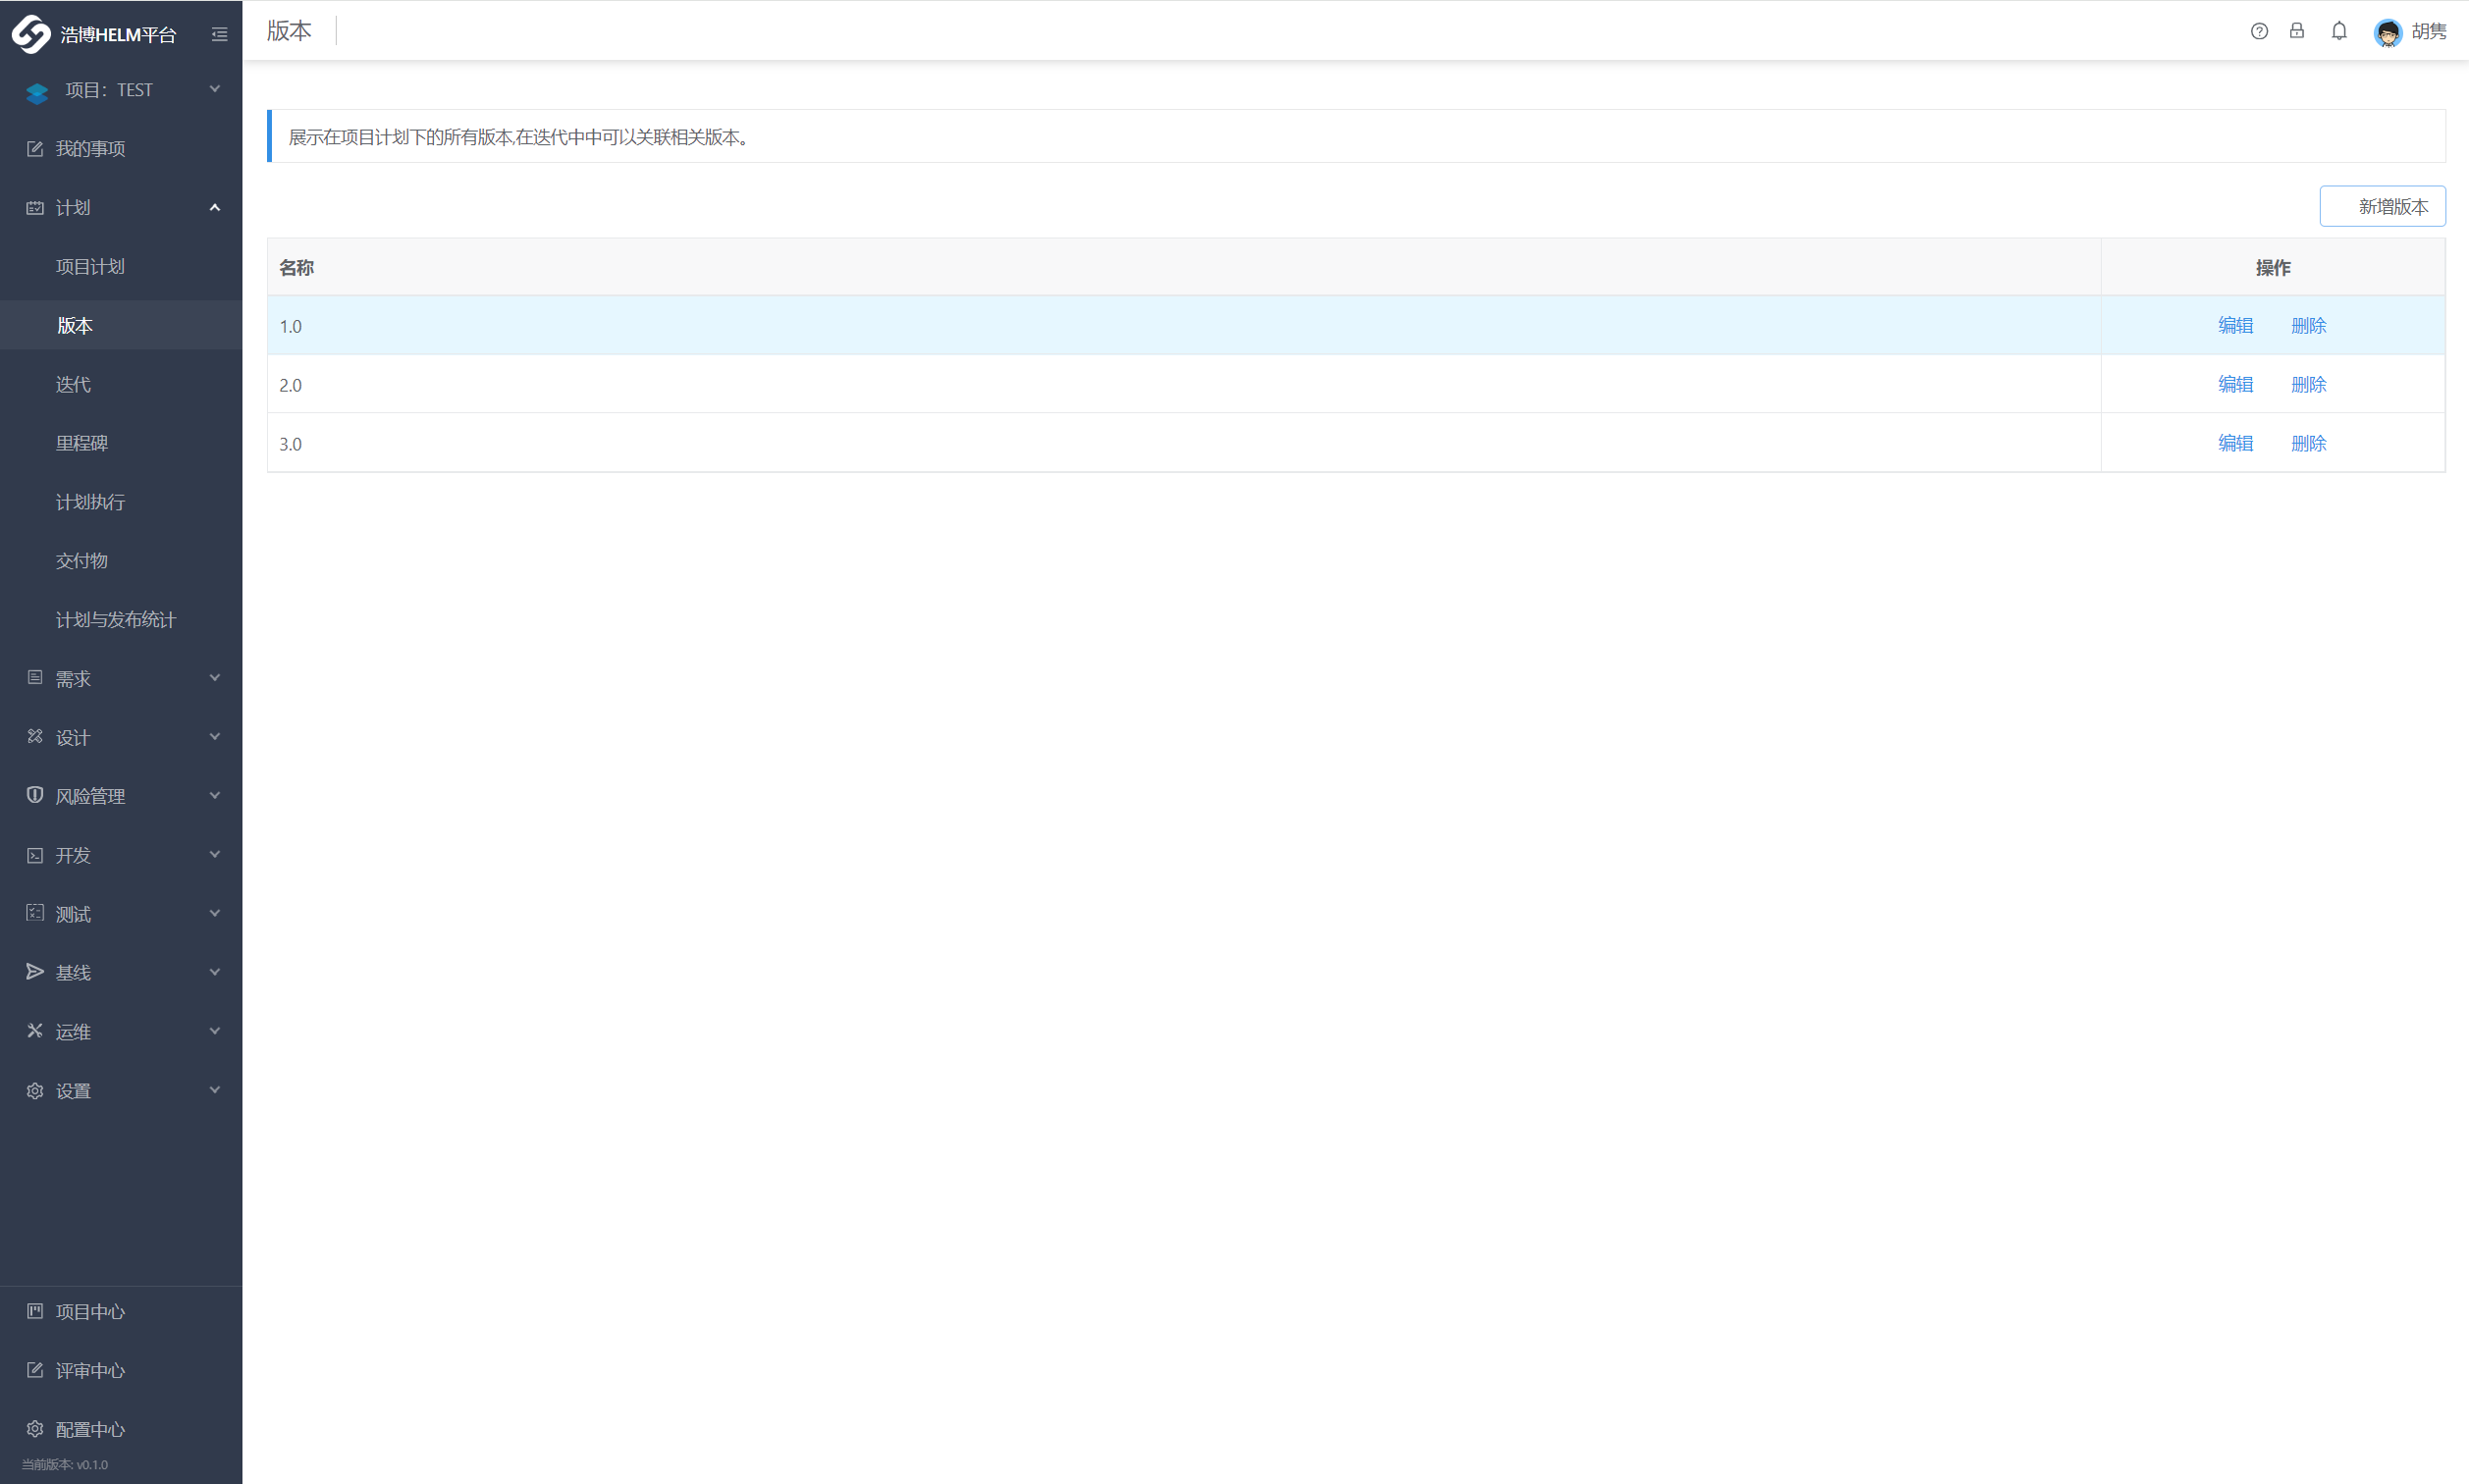 浩博HELM平台
项目：TEST
我的事项
计划
项目计划
版本
迭代
里程碑
计划执行
交付物
计划与发布统计
需求
设计
风险管理
开发
测试
基线
运维
设置
项目中心
评审中心
配置中心
当前版本: v0.1.0
版本
胡隽
展示在项目计划下的所有版本,在迭代中中可以关联相关版本。
新增版本
名称 操作
1.0 编辑 删除
2.0 编辑 删除
3.0 编辑 删除